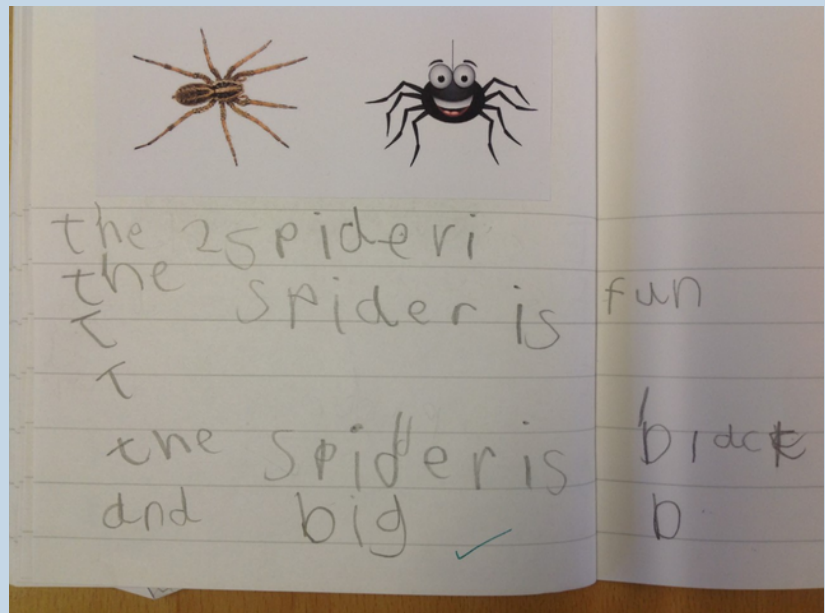 the 2spideri
the spider is fun
T
T
the spider is black
and big b